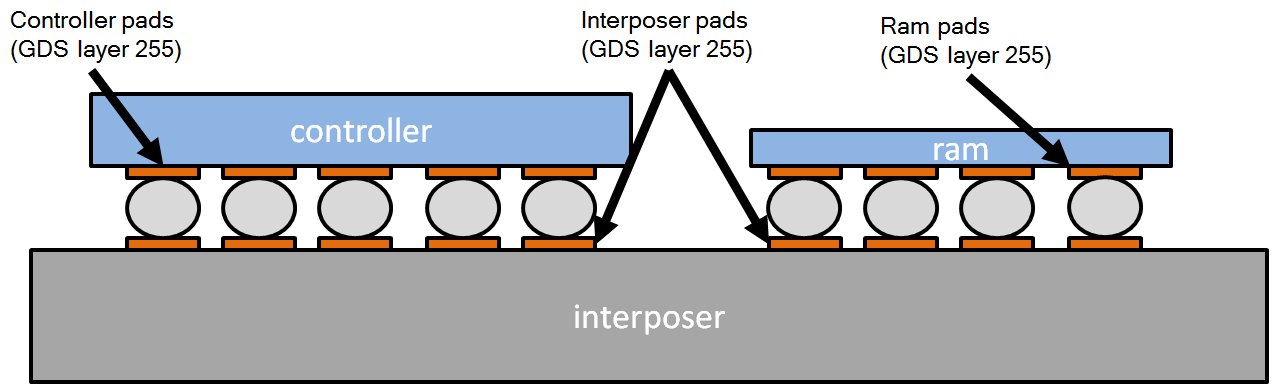 Controller pads
(GDS layer 255)
Interposer pads
(GDS layer 255)
Ram pads
(GDS layer 255)
controller
ram
interposer